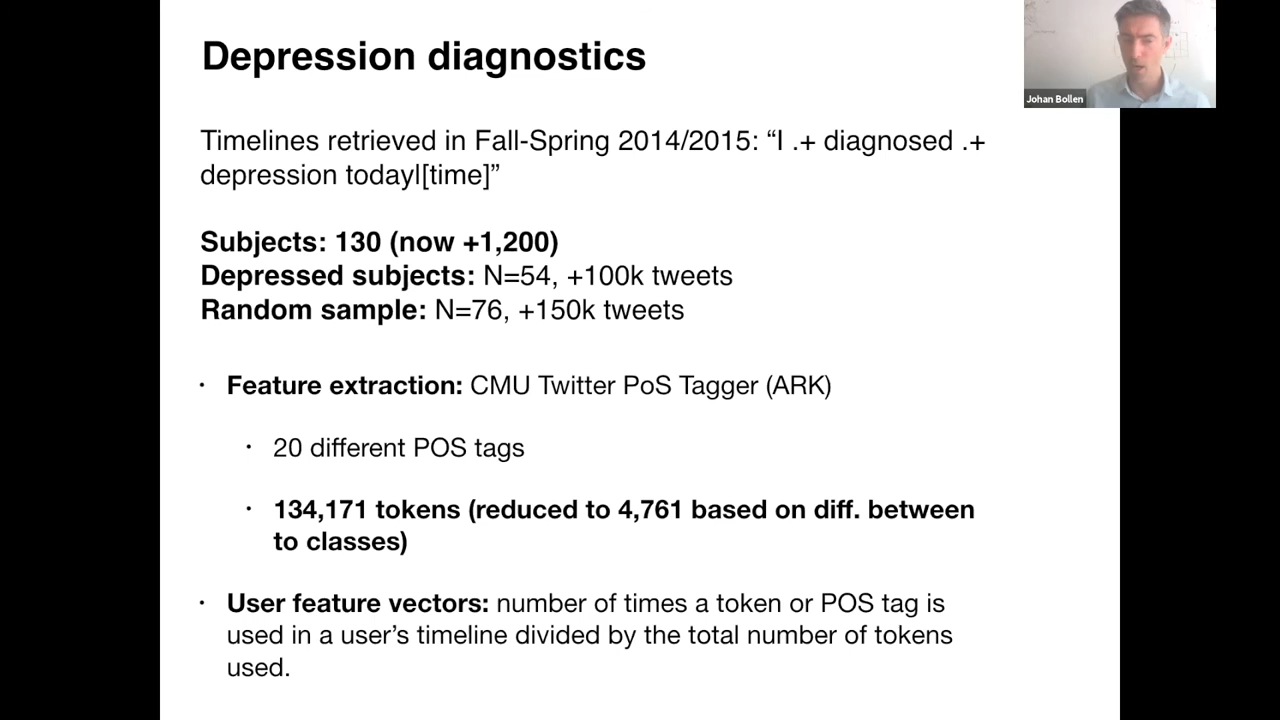 Depression diagnostics
Johan Bollen
Timelines retrieved in Fall-Spring 2014/2015: “I .+ diagnosed .+
depression today|[time]”
Subjects: 130 (now +1,200)
Depressed subjects: N=54, +100k tweets
Random sample: N=76, +150k tweets
· Feature extraction: CMU Twitter PoS Tagger (ARK)
· 20 different POS tags
· 134,171 tokens (reduced to 4,761 based on diff. between
to classes)
· User feature vectors: number of times a token or POS tag is
used in a user’s timeline divided by the total number of tokens
used.